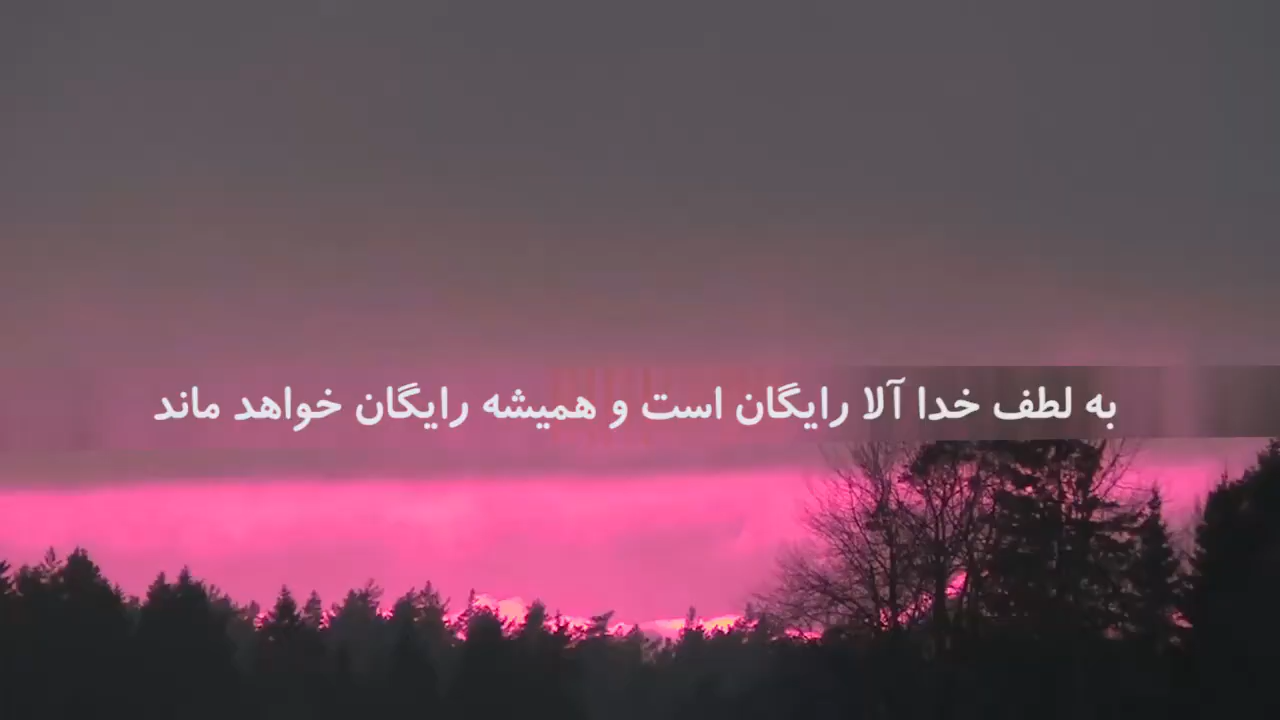 به لطف خدا آلا رایگان است و همیشه رایگان خواهد ماند